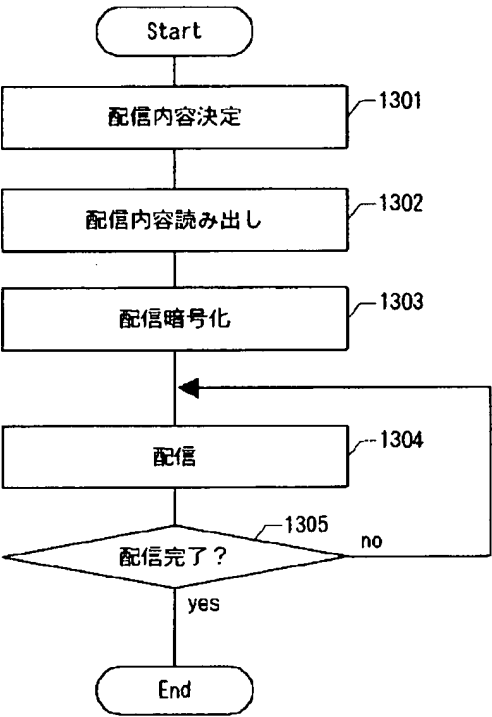 Start
配信内容決定
1301
配信内容読み出し
1302
配信暗号化
1303
配信
1304
1305
配信完了？
no
yes
End